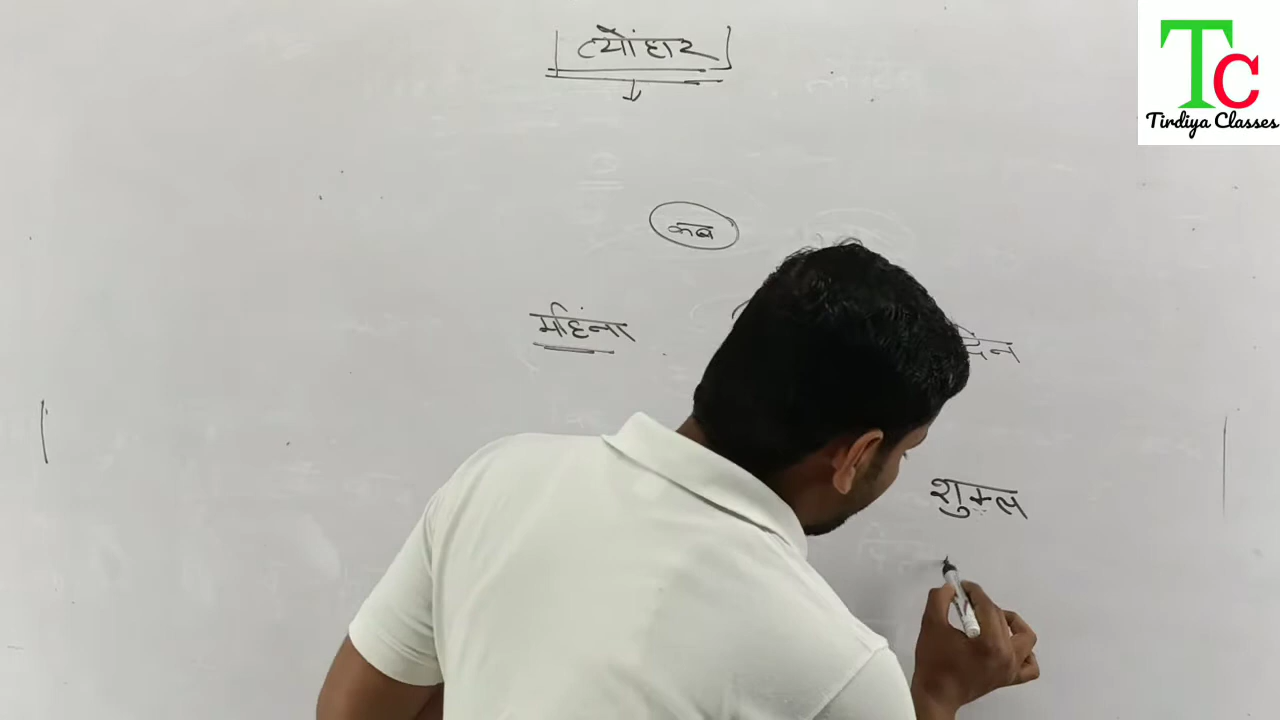 त्योंहार
TC
Tirdiya Classes
कब
महिंना
शुक्ल